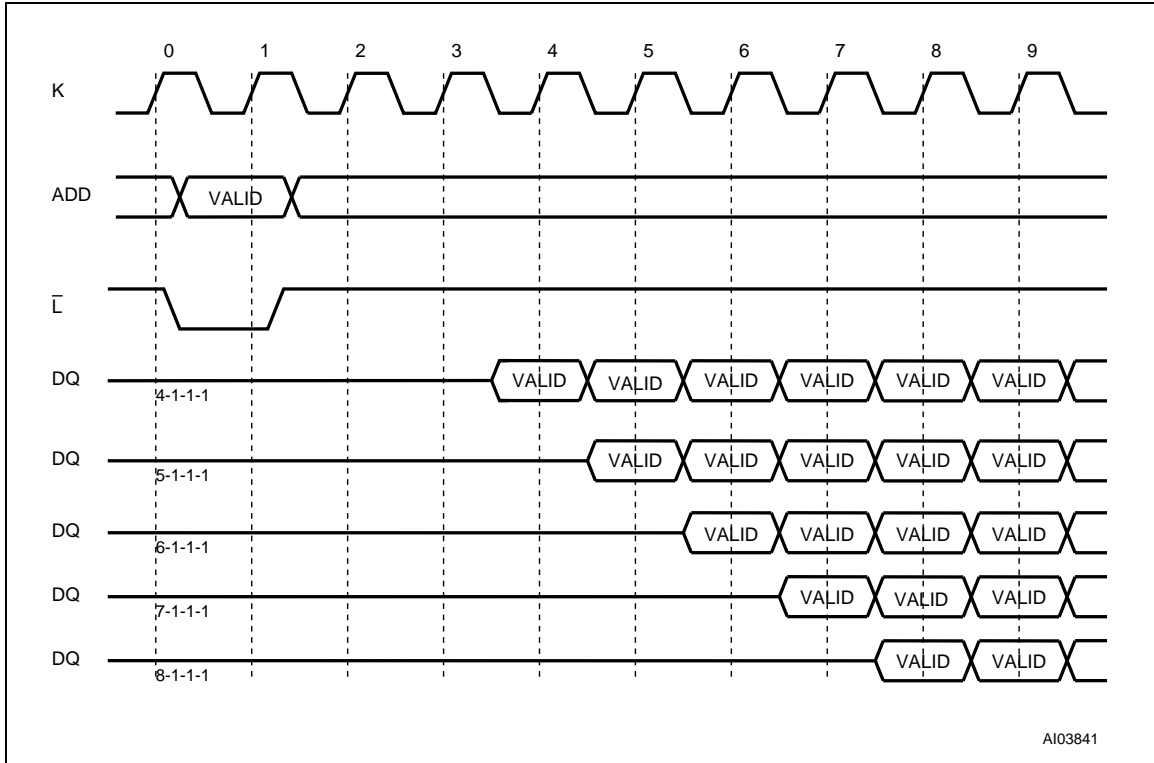 0 1 2 3 4 5 6 7 8 9
K
ADD VALID
L̅
DQ VALID VALID VALID VALID VALID VALID
4-1-1-1
DQ VALID VALID VALID VALID VALID
5-1-1-1
DQ VALID VALID VALID VALID
6-1-1-1
DQ VALID VALID VALID
7-1-1-1
DQ VALID VALID
8-1-1-1
AI03841